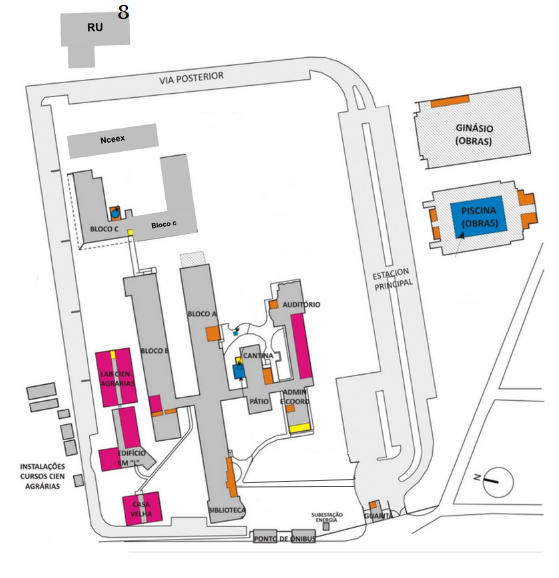 8
RU
VIA POSTERIOR
Nceex
GINÁSIO
(OBRAS)
PISCINA
(OBRAS)
BLOCO C
Bloco c
ESTACION
PRINCIPAL
BLOCO A
AUDITÓRIO
BLOCO B
CANTINA
LAB CIEN
AGRÁRIAS
PÁTIO
ADMIN
E COORD
EDIFÍCIO
EM "L"
INSTALAÇÕES
CURSOS CIEN
AGRÁRIAS
N
CASA
VELHA
BIBLIOTECA
SUBESTAÇÃO
ENERGIA
GUARITA
PONTO DE ÔNIBUS